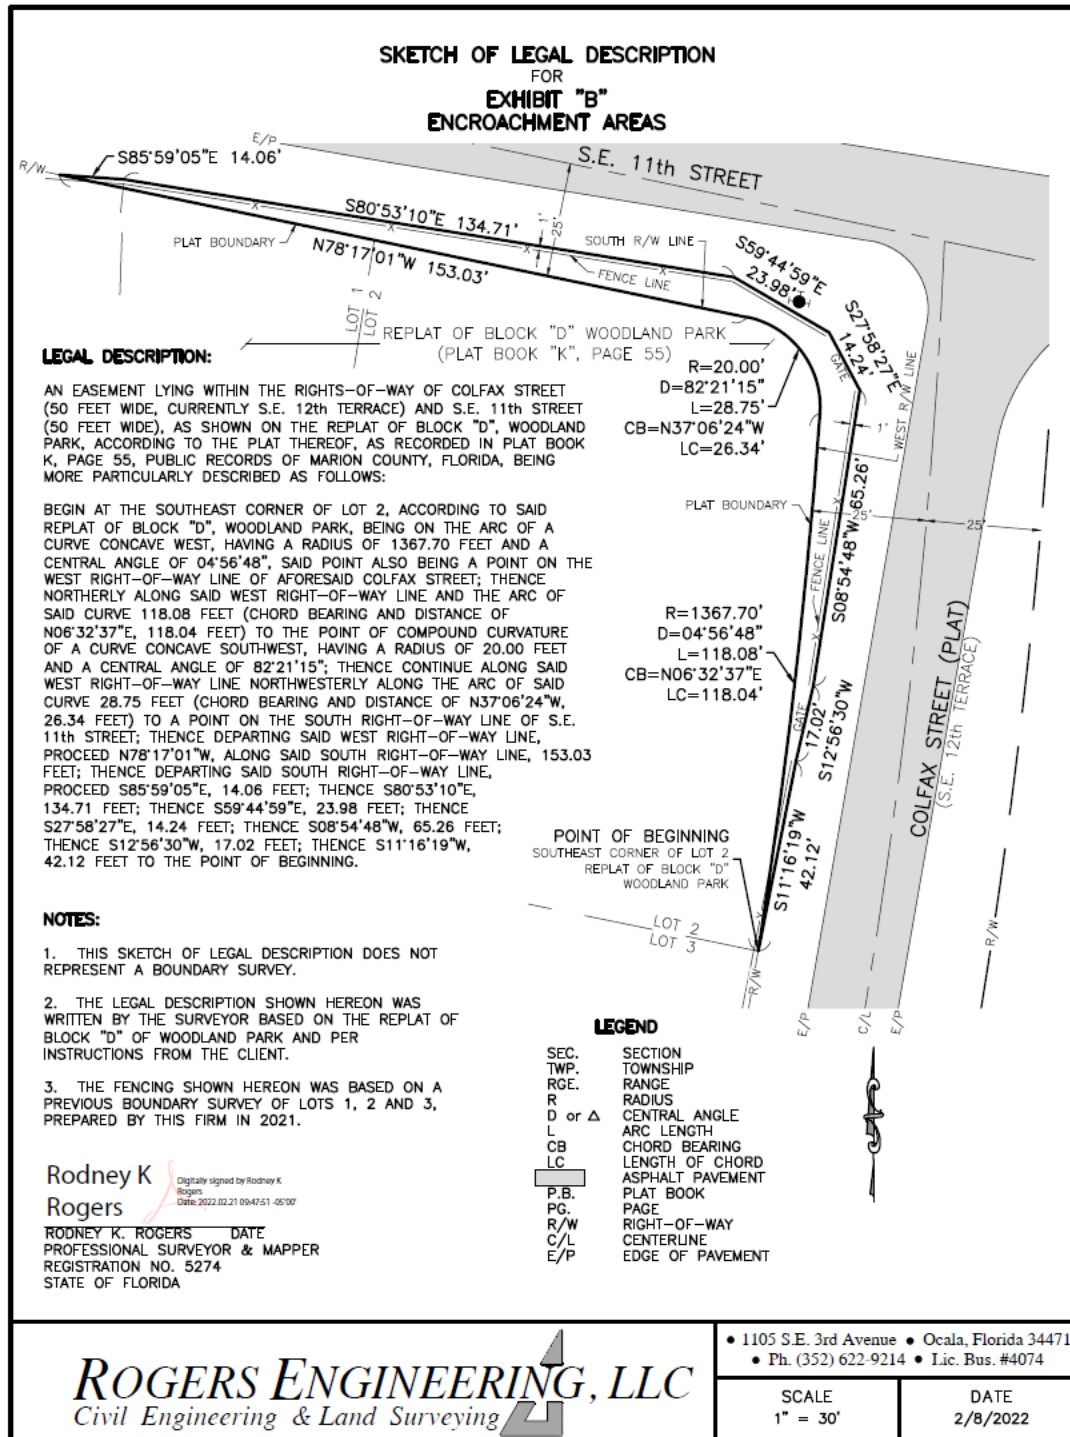 SKETCH OF LEGAL DESCRIPTION
FOR
EXHIBIT "B"
ENCROACHMENT AREAS
E/P
R/W
S85°59'05"E 14.06'
S.E. 11th STREET
S80°53'10"E 134.71'
1'
25'
PLAT BOUNDARY
N78°17'01"W 153.03'
SOUTH R/W LINE
FENCE LINE
S59°44'59"E
23.98'
S27°58'27"E
14.24'
GATE
LOT 1
LOT 2
REPLAT OF BLOCK "D" WOODLAND PARK
(PLAT BOOK "K", PAGE 55)
R=20.00'
D=82°21'15"
L=28.75'
CB=N37°06'24"W
LC=26.34'
1'
WEST R/W LINE
PLAT BOUNDARY
S08°54'48"W 65.26'
25'
25'
FENCE LINE
R=1367.70'
D=04°56'48"
L=118.08'
CB=N06°32'37"E
LC=118.04'
GATE
17.02'
S12°56'30"W
COLFAX STREET (PLAT)
(S.E. 12th TERRACE)
S11°16'19"W
42.12'
POINT OF BEGINNING
SOUTHEAST CORNER OF LOT 2
REPLAT OF BLOCK "D"
WOODLAND PARK
LOT 2
LOT 3
R/W
E/P
C/L
E/P
R/W
LEGAL DESCRIPTION:
AN EASEMENT LYING WITHIN THE RIGHTS-OF-WAY OF COLFAX STREET
(50 FEET WIDE, CURRENTLY S.E. 12th TERRACE) AND S.E. 11th STREET
(50 FEET WIDE), AS SHOWN ON THE REPLAT OF BLOCK "D", WOODLAND
PARK, ACCORDING TO THE PLAT THEREOF, AS RECORDED IN PLAT BOOK
K, PAGE 55, PUBLIC RECORDS OF MARION COUNTY, FLORIDA, BEING
MORE PARTICULARLY DESCRIBED AS FOLLOWS:
BEGIN AT THE SOUTHEAST CORNER OF LOT 2, ACCORDING TO SAID
REPLAT OF BLOCK "D", WOODLAND PARK, BEING ON THE ARC OF A
CURVE CONCAVE WEST, HAVING A RADIUS OF 1367.70 FEET AND A
CENTRAL ANGLE OF 04°56'48", SAID POINT ALSO BEING A POINT ON THE
WEST RIGHT-OF-WAY LINE OF AFORESAID COLFAX STREET; THENCE
NORTHERLY ALONG SAID WEST RIGHT-OF-WAY LINE AND THE ARC OF
SAID CURVE 118.08 FEET (CHORD BEARING AND DISTANCE OF
N06°32'37"E, 118.04 FEET) TO THE POINT OF COMPOUND CURVATURE
OF A CURVE CONCAVE SOUTHWEST, HAVING A RADIUS OF 20.00 FEET
AND A CENTRAL ANGLE OF 82°21'15"; THENCE CONTINUE ALONG SAID
WEST RIGHT-OF-WAY LINE NORTHWESTERLY ALONG THE ARC OF SAID
CURVE 28.75 FEET (CHORD BEARING AND DISTANCE OF N37°06'24"W,
26.34 FEET) TO A POINT ON THE SOUTH RIGHT-OF-WAY LINE OF S.E.
11th STREET; THENCE DEPARTING SAID WEST RIGHT-OF-WAY LINE,
PROCEED N78°17'01"W, ALONG SAID SOUTH RIGHT-OF-WAY LINE, 153.03
FEET; THENCE DEPARTING SAID SOUTH RIGHT-OF-WAY LINE,
PROCEED S85°59'05"E, 14.06 FEET; THENCE S80°53'10"E,
134.71 FEET; THENCE S59°44'59"E, 23.98 FEET; THENCE
S27°58'27"E, 14.24 FEET; THENCE S08°54'48"W, 65.26 FEET;
THENCE S12°56'30"W, 17.02 FEET; THENCE S11°16'19"W,
42.12 FEET TO THE POINT OF BEGINNING.
NOTES:
1. THIS SKETCH OF LEGAL DESCRIPTION DOES NOT
REPRESENT A BOUNDARY SURVEY.
2. THE LEGAL DESCRIPTION SHOWN HEREON WAS
WRITTEN BY THE SURVEYOR BASED ON THE REPLAT OF
BLOCK "D" OF WOODLAND PARK AND PER
INSTRUCTIONS FROM THE CLIENT.
3. THE FENCING SHOWN HEREON WAS BASED ON A
PREVIOUS BOUNDARY SURVEY OF LOTS 1, 2 AND 3,
PREPARED BY THIS FIRM IN 2021.
Rodney K
Rogers
Digitally signed by Rodney K
Rogers
Date: 2022.02.21 09:47:51 -05'00'
RODNEY K. ROGERS DATE
PROFESSIONAL SURVEYOR & MAPPER
REGISTRATION NO. 5274
STATE OF FLORIDA
LEGEND
SEC. SECTION
TWP. TOWNSHIP
RGE. RANGE
R RADIUS
D or △ CENTRAL ANGLE
L ARC LENGTH
CB CHORD BEARING
LC LENGTH OF CHORD
ASPHALT PAVEMENT
P.B. PLAT BOOK
PG. PAGE
R/W RIGHT-OF-WAY
C/L CENTERLINE
E/P EDGE OF PAVEMENT
ROGERS ENGINEERING, LLC
Civil Engineering & Land Surveying
• 1105 S.E. 3rd Avenue • Ocala, Florida 34471
• Ph. (352) 622-9214 • Lic. Bus. #4074
SCALE
1" = 30'
DATE
2/8/2022